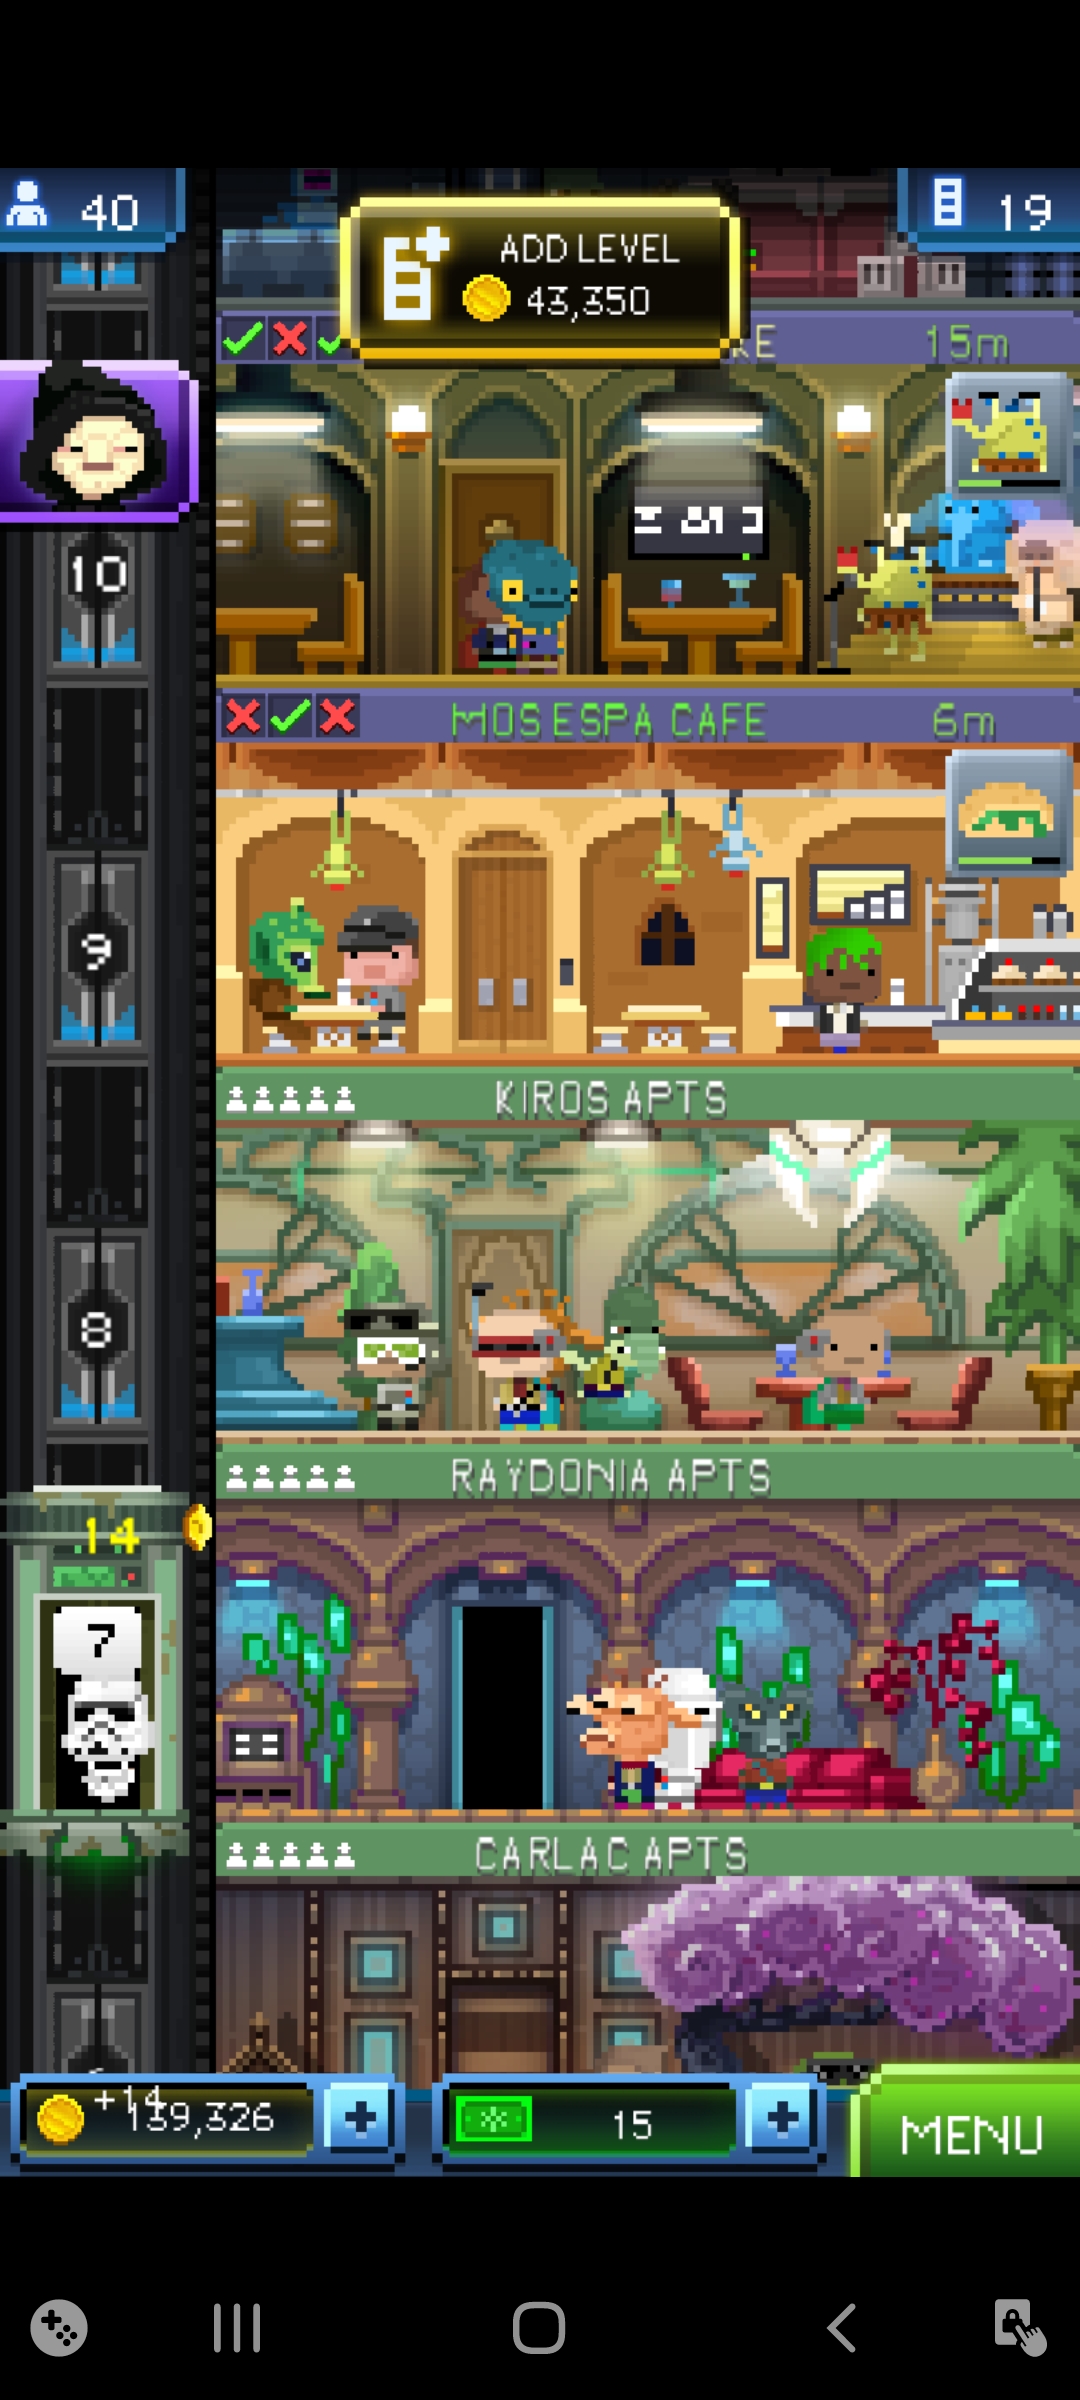 40
ADD LEVEL
43,350
19
KE
15m
10
MOS ESPA CAFE
6m
9
KIROS APTS
8
RAYDONIA APTS
14
7
CARLAC APTS
+14
139,326
15
MENU